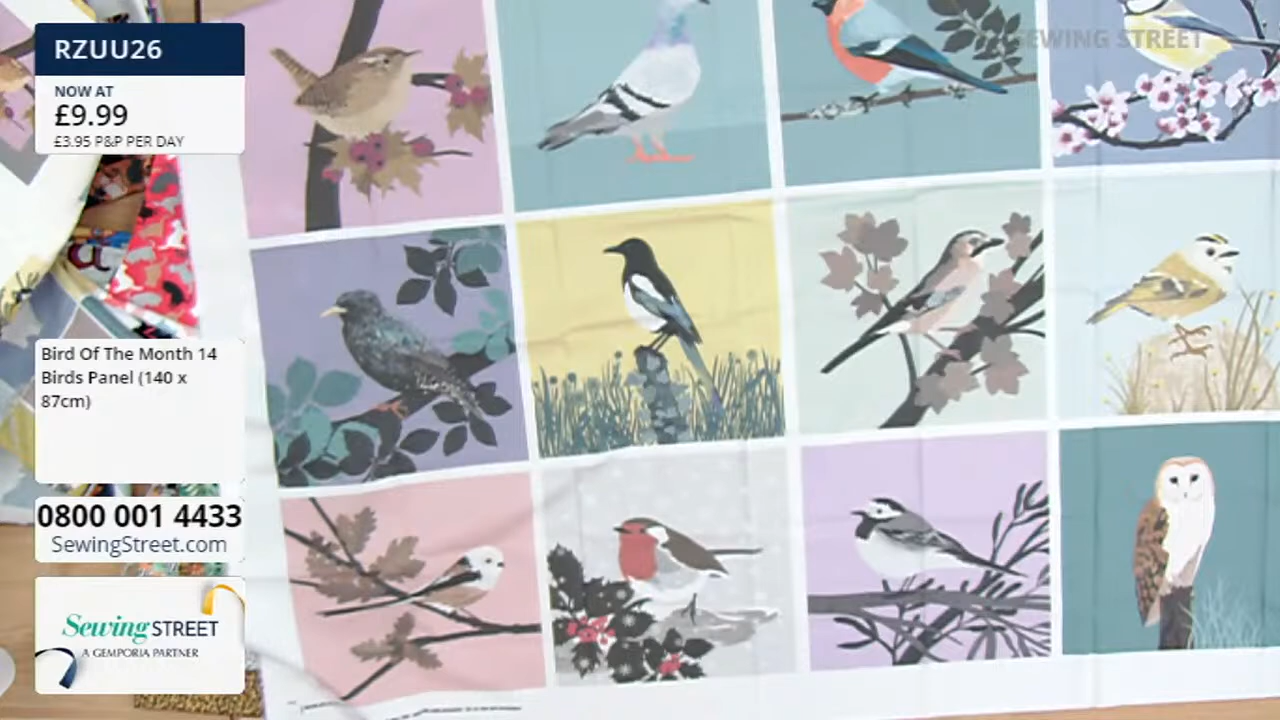 RZUU26
NOW AT
£9.99
£3.95 P&P PER DAY
SEWING STREET
Bird Of The Month 14
Birds Panel (140 x
87cm)
0800 001 4433
SewingStreet.com
Sewing STREET
A GEMPORIA PARTNER